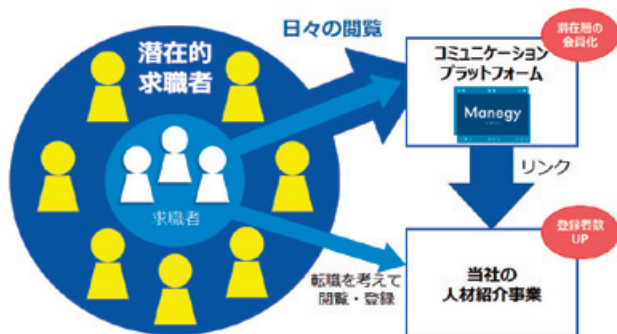 潜在的
求職者
求職者
日々の閲覧
コミュニケーション
プラットフォーム
Manegy
潜在層の
会員化
リンク
転職を考えて
閲覧・登録
当社の
人材紹介事業
登録者数
UP